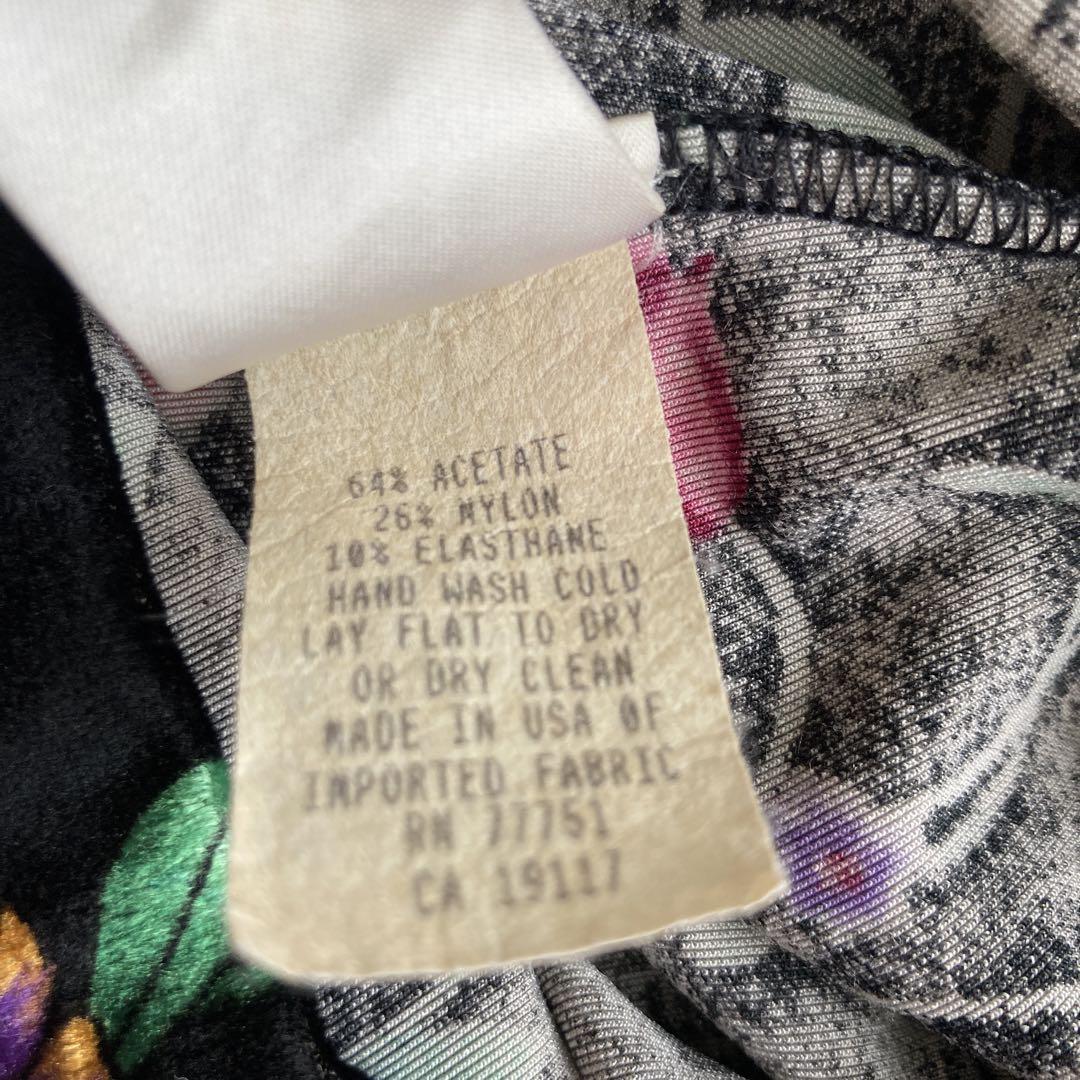 64% ACETATE
26% NYLON
10% ELASTHANE
HAND WASH COLD
LAY FLAT TO DRY
OR DRY CLEAN
MADE IN USA OF
IMPORTED FABRIC
RN 77751
CA 19117